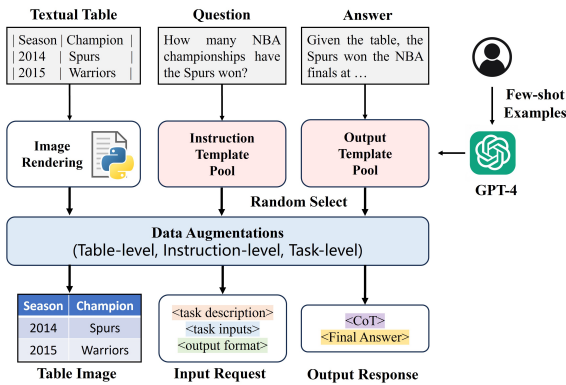 Textual Table
Question
Answer
| Season | Champion |
| 2014 | Spurs |
| 2015 | Warriors |
How many NBA
championships have
the Spurs won?
Given the table, the
Spurs won the NBA
finals at …
Few-shot
Examples
Image
Rendering
Instruction
Template
Pool
Output
Template
Pool
GPT-4
Random Select
Data Augmentations
(Table-level, Instruction-level, Task-level)
Season Champion
2014 Spurs
2015 Warriors
<task description>
<task inputs>
<output format>
<CoT>
<Final Answer>
Table Image
Input Request
Output Response